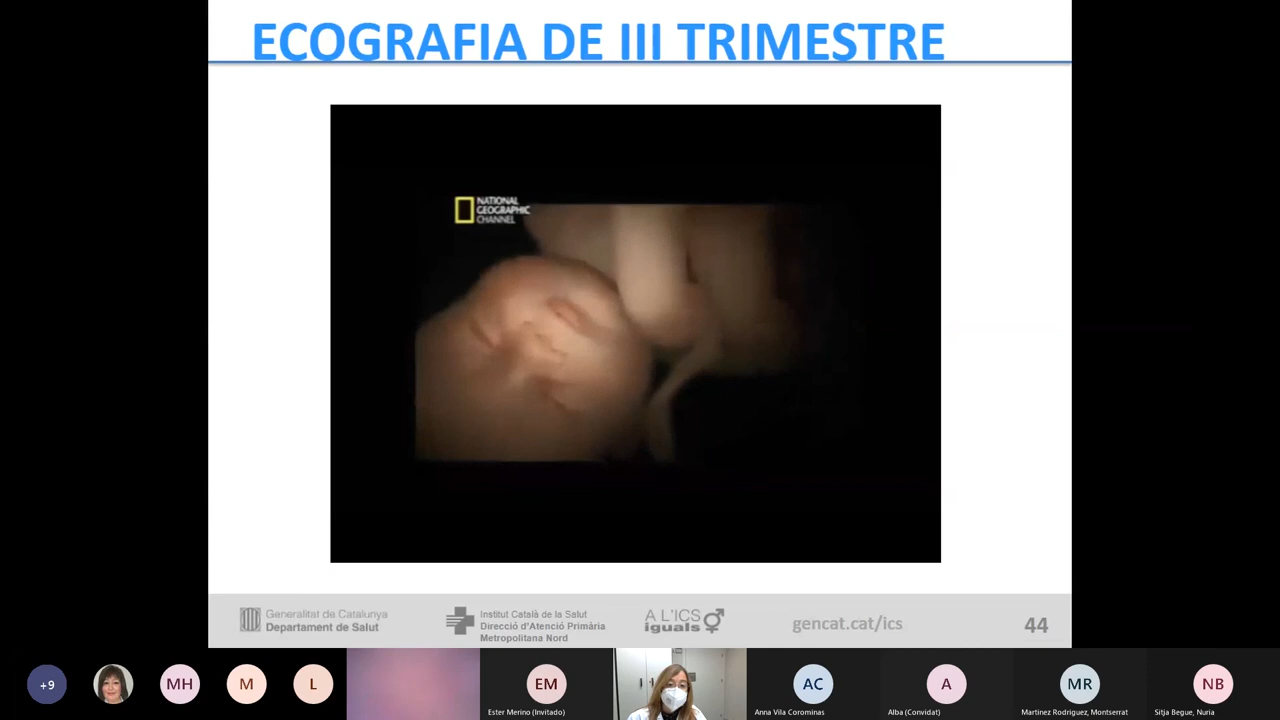 ECOGRAFIA DE III TRIMESTRE
NATIONAL
GEOGRAPHIC
CHANNEL
Generalitat de Catalunya
Departament de Salut
Institut Català de la Salut
Direcció d'Atenció Primària
Metropolitana Nord
A L'ICS
iguals
gencat.cat/ics
44
+9
MH
M
L
EM
Ester Merino (Invitado)
AC
Anna Vila Corominas
A
Alba (Convidat)
MR
Martinez Rodriguez, Montserrat
NB
Sitja Begue, Nuria